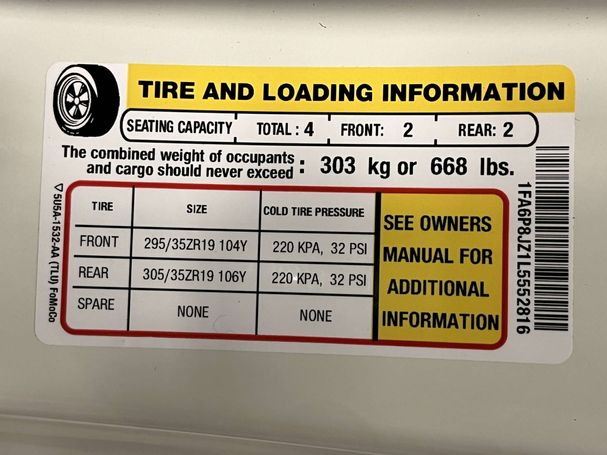 TIRE AND LOADING INFORMATION
SEATING CAPACITY TOTAL : 4 FRONT: 2 REAR: 2
The combined weight of occupants
and cargo should never exceed : 303 kg or 668 lbs.
TIRE SIZE COLD TIRE PRESSURE
FRONT 295/35ZR19 104Y 220 KPA, 32 PSI
REAR 305/35ZR19 106Y 220 KPA, 32 PSI
SPARE NONE NONE
SEE OWNERS
MANUAL FOR
ADDITIONAL
INFORMATION
1FA6P8JZ1L5552816
5U5A-1532-AA (TLU) FoMoCo